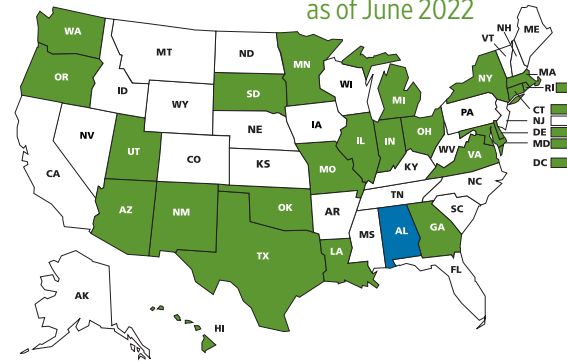 as of June 2022
WA
NH
ME
VT
MT
ND
MN
OR
ID
SD
WI
NY
MA
RI
WY
MI
CT
NJ
PA
IA
NE
DE
MD
NV
OH
IL
IN
UT
WV
VA
DC
CO
KS
MO
KY
CA
NC
TN
OK
AZ
NM
AR
SC
MS
AL
GA
TX
LA
FL
AK
HI